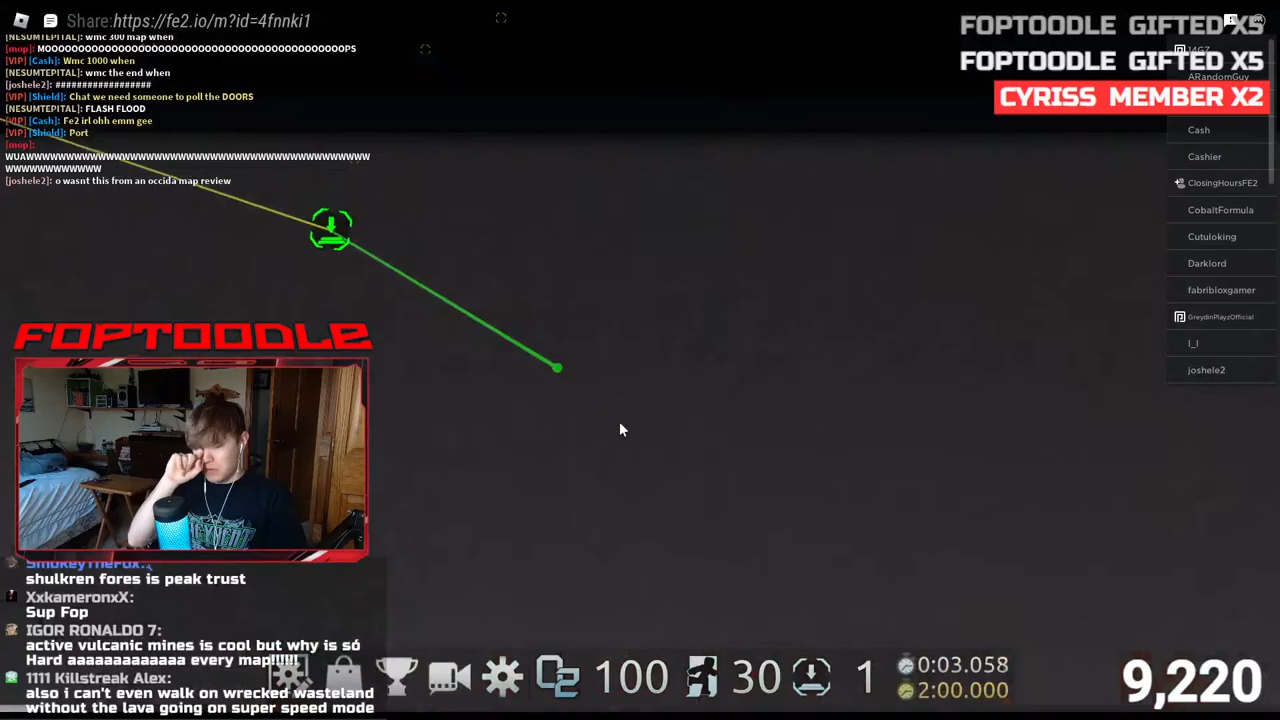 Share:https://fe2.io/m?id=4fnnki1
[NESUMTEPITAL]: wmc 300 map when
[mop]: MOOOOOOOOOOOOOOOOOOOOOOOOOOOOOOOOOOOOOOOOOOOOOOOPS
[VIP] [Cash]: Wmc 1000 when
[NESUMTEPITAL]: wmc the end when
[joshele2]: ##################
[VIP] [Shield]: Chat we need someone to poll the DOORS
[NESUMTEPITAL]: FLASH FLOOD
[VIP] [Cash]: Fe2 irl ohh emm gee
[VIP] [Shield]: Port
[mop]:
WUAWWWWWWWWWWWWWWWWWWWWWWWWWWWWWWWWWWWWWWWWW
WWWWWWWWWWWW
[joshele2]: o wasnt this from an occida map review
FOPTOODLE GIFTED X5
FOPTOODLE GIFTED X5
CYRISS MEMBER X2
ARandomGuy
Cash
Cashier
ClosingHoursFE2
CobaltFormula
Cutuloking
Darklord
fabribloxgamer
GreydinPlayzOfficial
I_I
joshele2
FOPTOODLE
SmokeyTheFox:
shulkren fores is peak trust
XxkameronxX:
Sup Fop
IGOR RONALDO 7:
active vulcanic mines is cool but why is só
Hard aaaaaaaaaaaaa every map!!!!!
1111 Killstreak Alex:
also i can't even walk on wrecked wasteland
without the lava going on super speed mode
100
30
1
0:03.058
2:00.000
9,220